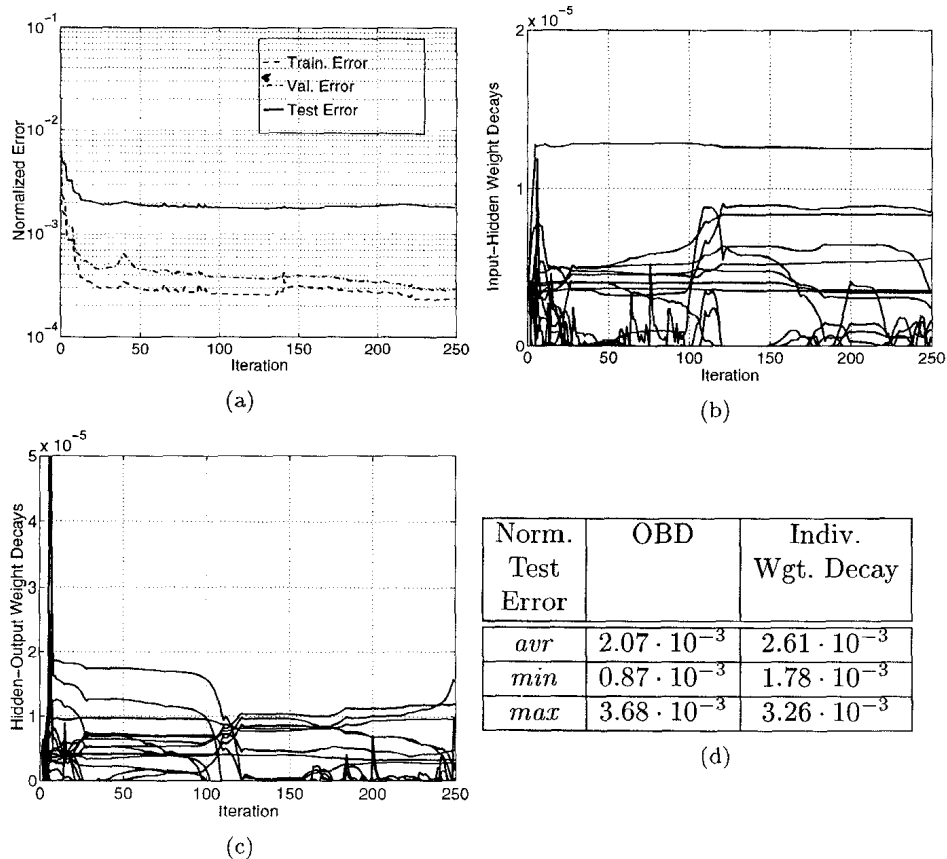 10^-1
10^-2
10^-3
10^-4
Normalized Error
Train. Error
Val. Error
Test Error
0 50 100 150 200 250
Iteration
(a)
2 x 10^-5
1
0
Input-Hidden Weight Decays
0 50 100 150 200 250
Iteration
(b)
5 x 10^-5
4
3
2
1
0
Hidden-Output Weight Decays
0 50 100 150 200 250
Iteration
(c)
Norm. Test Error OBD Indiv. Wgt. Decay
avr 2.07 · 10^-3 2.61 · 10^-3
min 0.87 · 10^-3 1.78 · 10^-3
max 3.68 · 10^-3 3.26 · 10^-3
(d)